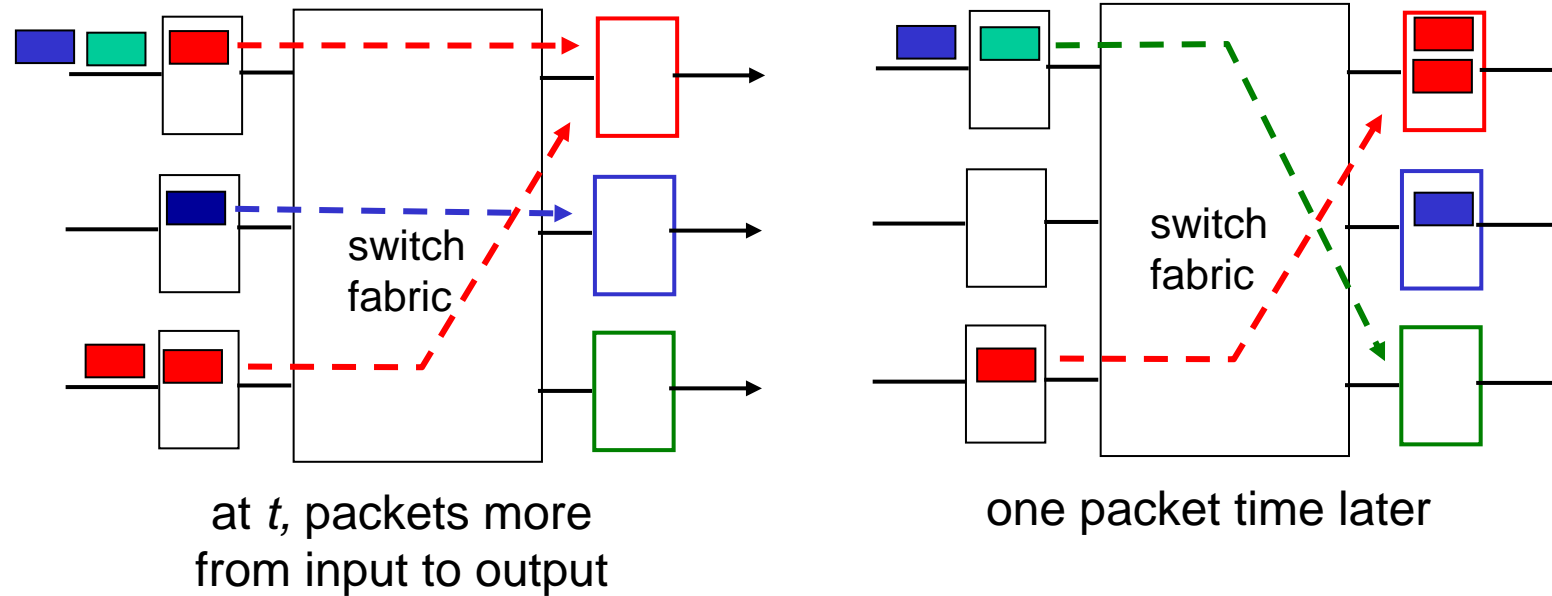 switch
fabric
at t, packets more
from input to output
switch
fabric
one packet time later